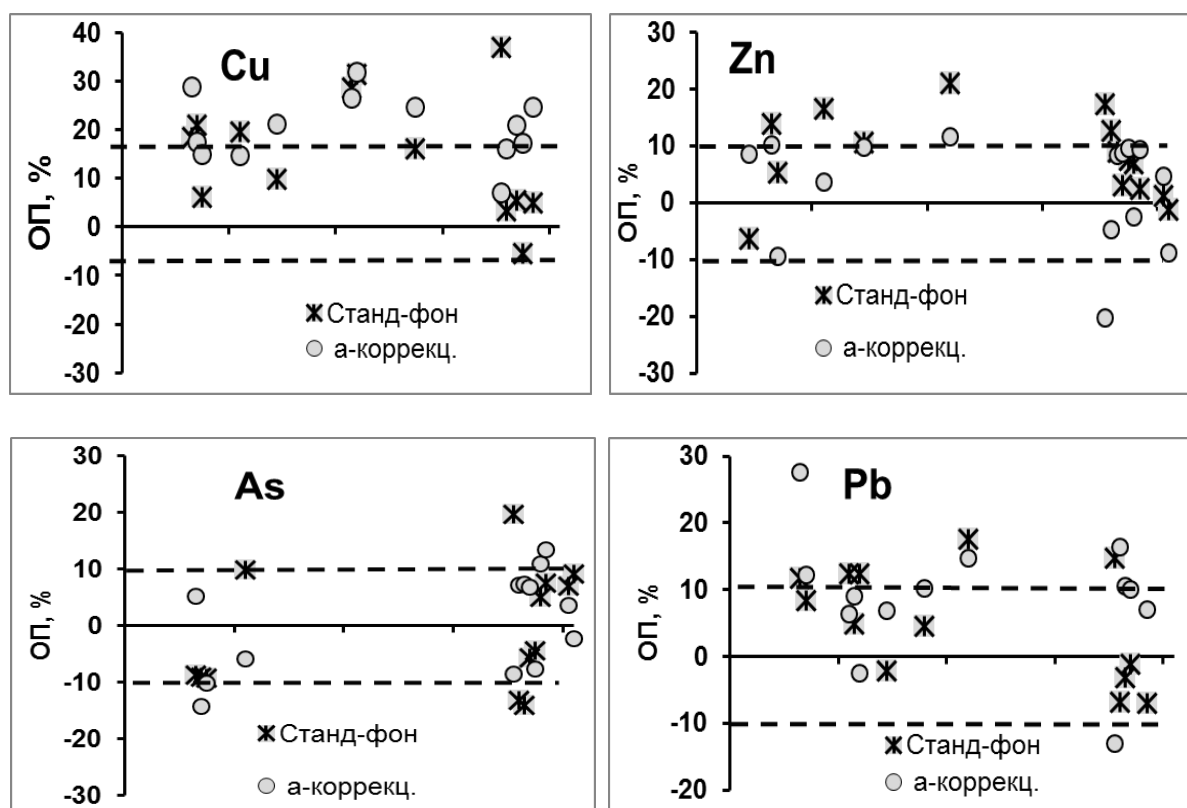 Cu
ОП, %
40
30
20
10
0
-10
-20
-30
Станд-фон
а-коррекц.
Zn
ОП, %
30
20
10
0
-10
-20
-30
Станд-фон
а-коррекц.
As
ОП, %
30
20
10
0
-10
-20
-30
Станд-фон
а-коррекц.
Pb
ОП, %
30
20
10
0
-10
-20
Станд-фон
а-коррекц.